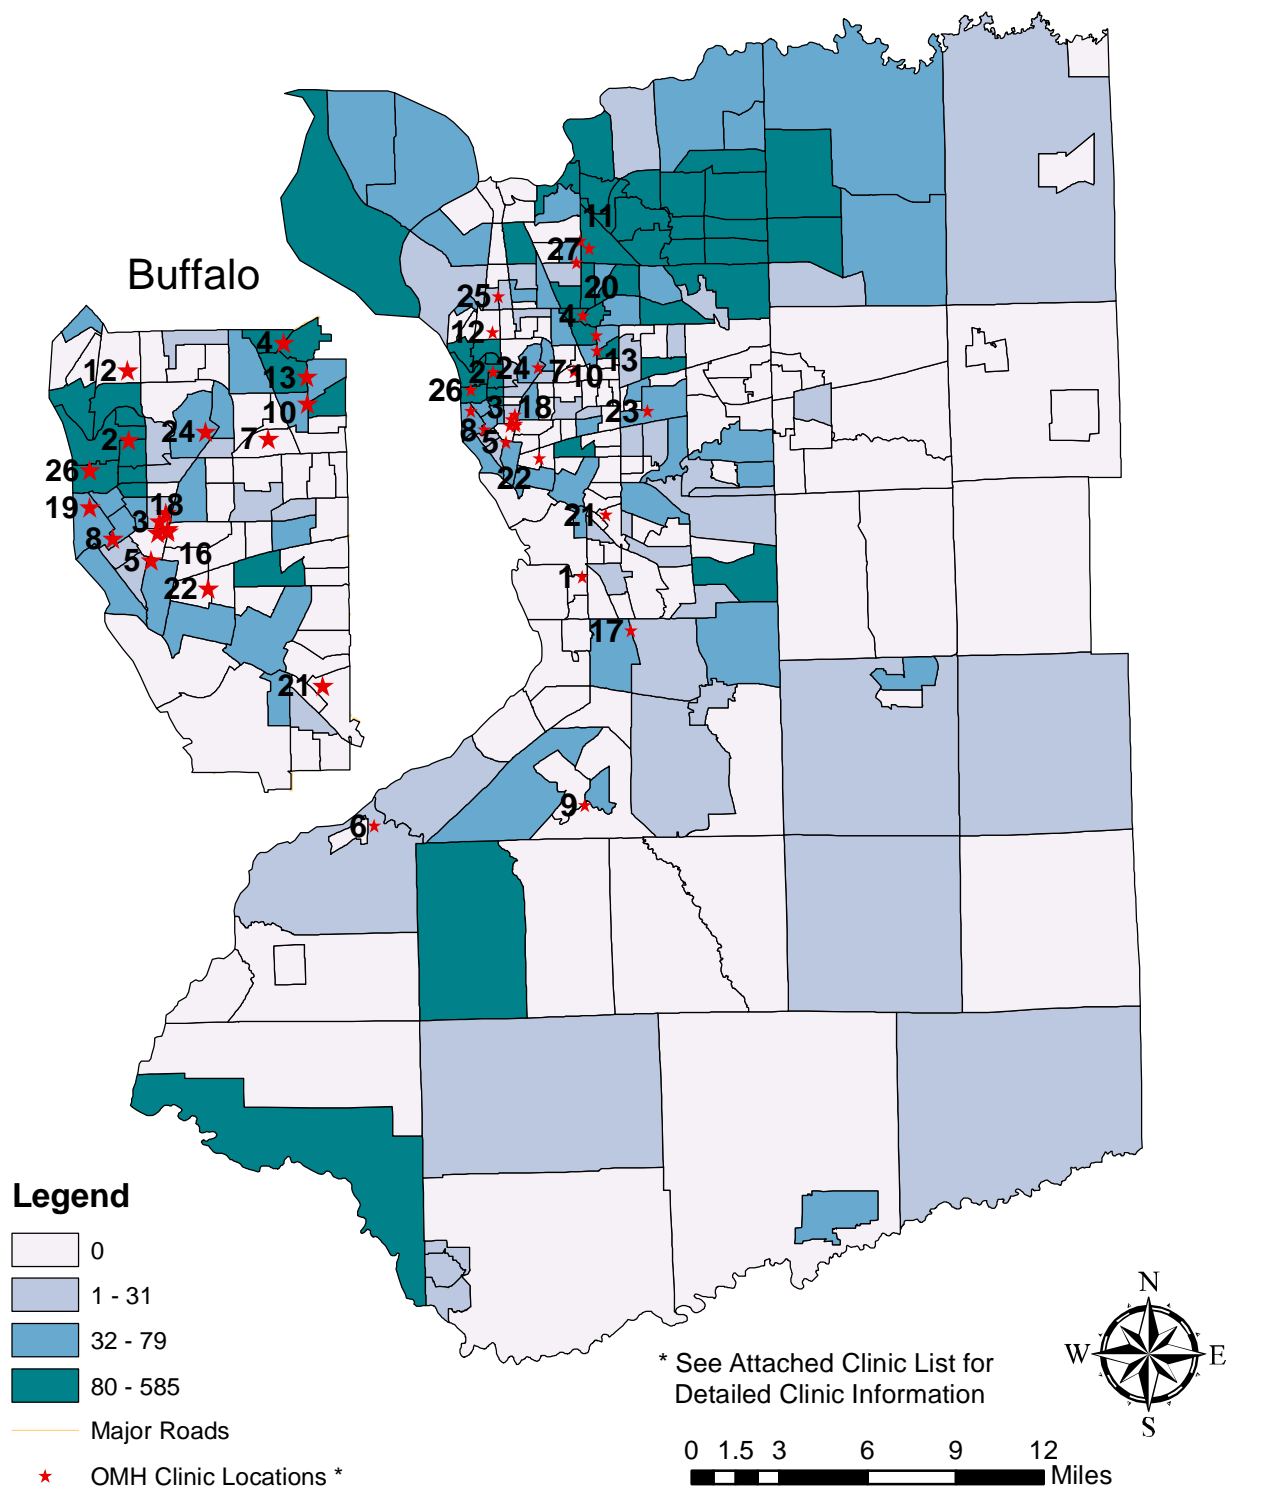 11
27
Buffalo
20
25
4
12
4
13
12
2
24
7
10
13
26
3
18
23
10
24
7
2
8
5
26
22
19
18
3
21
8
16
5
22
1
17
21
9
6
Legend
0
1 - 31
32 - 79
80 - 585
Major Roads
OMH Clinic Locations *
* See Attached Clinic List for
Detailed Clinic Information
0 1.5 3 6 9 12
Miles
N
W E
S